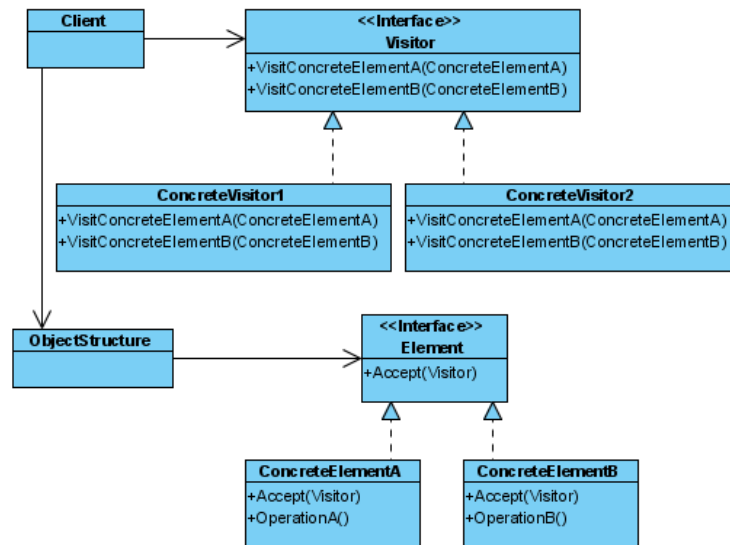 Client
<<Interface>>
Visitor
+VisitConcreteElementA(ConcreteElementA)
+VisitConcreteElementB(ConcreteElementB)
ConcreteVisitor1
+VisitConcreteElementA(ConcreteElementA)
+VisitConcreteElementB(ConcreteElementB)
ConcreteVisitor2
+VisitConcreteElementA(ConcreteElementA)
+VisitConcreteElementB(ConcreteElementB)
ObjectStructure
<<Interface>>
Element
+Accept(Visitor)
ConcreteElementA
+Accept(Visitor)
+OperationA()
ConcreteElementB
+Accept(Visitor)
+OperationB()